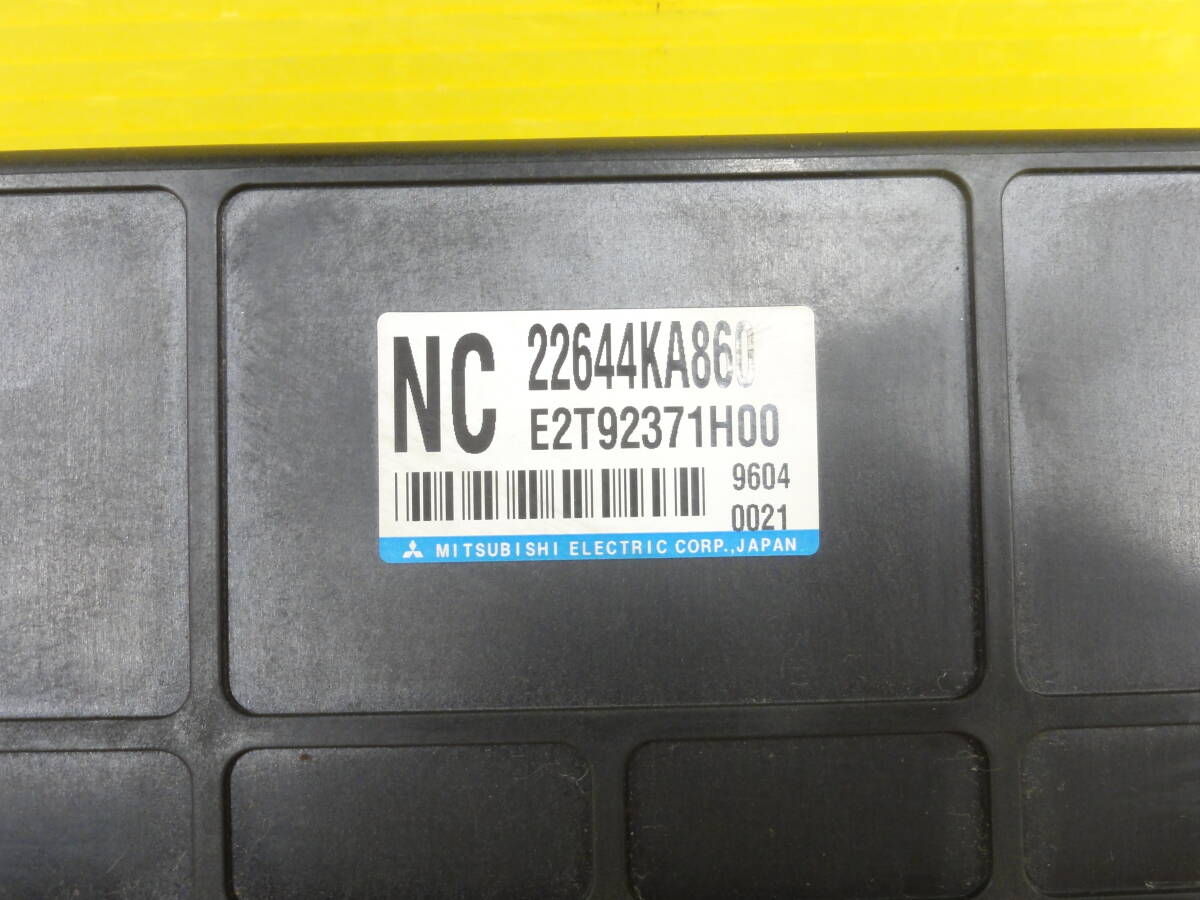 NC 22644KA860
E2T92371H00
9604
0021
MITSUBISHI ELECTRIC CORP., JAPAN